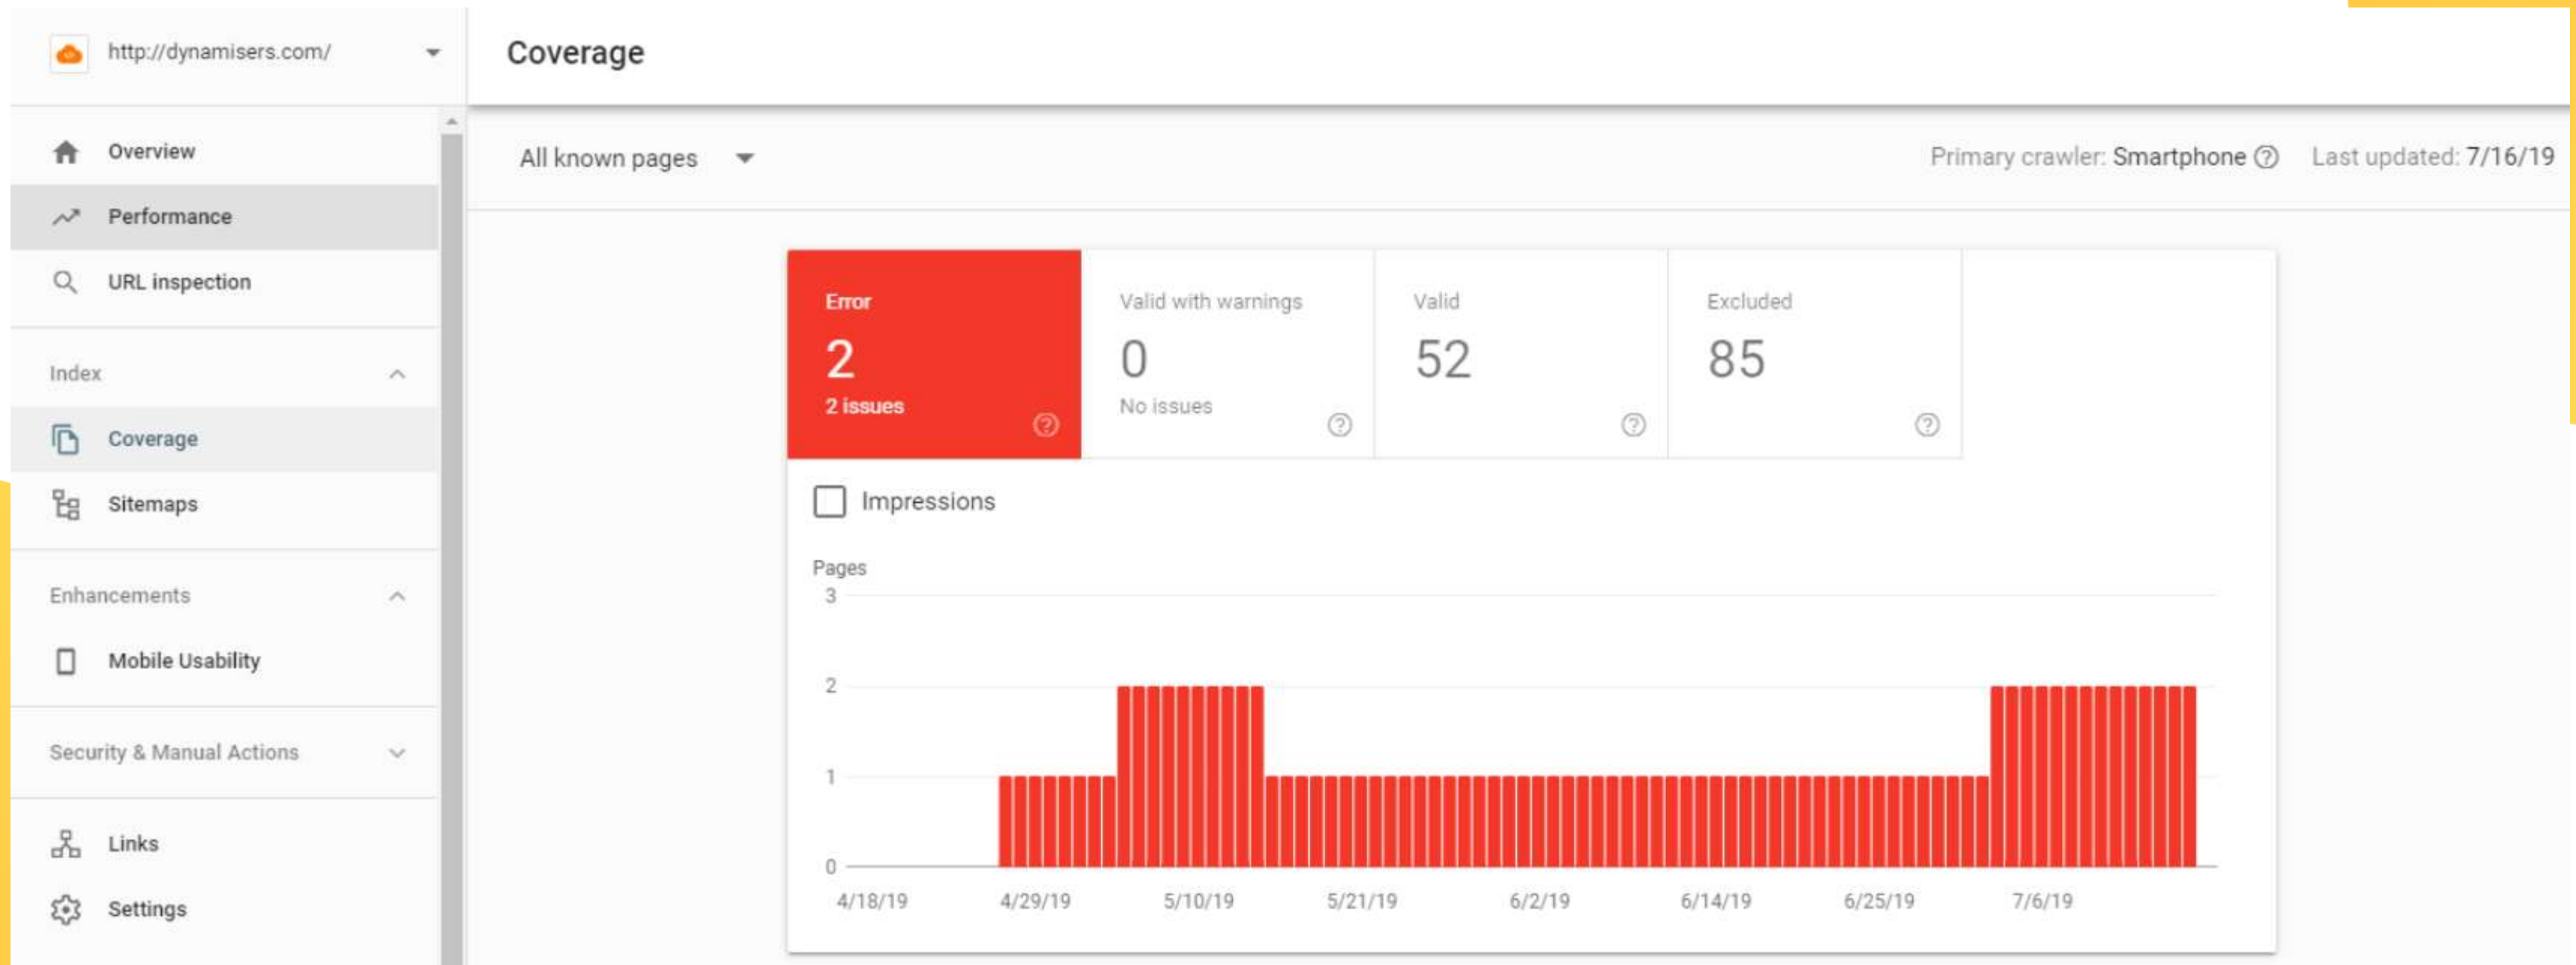 http://dynamisers.com/
Coverage
Overview
Performance
URL inspection
Index
Coverage
Sitemaps
Enhancements
Mobile Usability
Security & Manual Actions
Links
Settings
All known pages
Primary crawler: Smartphone Last updated: 7/16/19
Error
2
2 issues
Valid with warnings
0
No issues
Valid
52
Excluded
85
Impressions
Pages
3
2
1
0
4/18/19 4/29/19 5/10/19 5/21/19 6/2/19 6/14/19 6/25/19 7/6/19